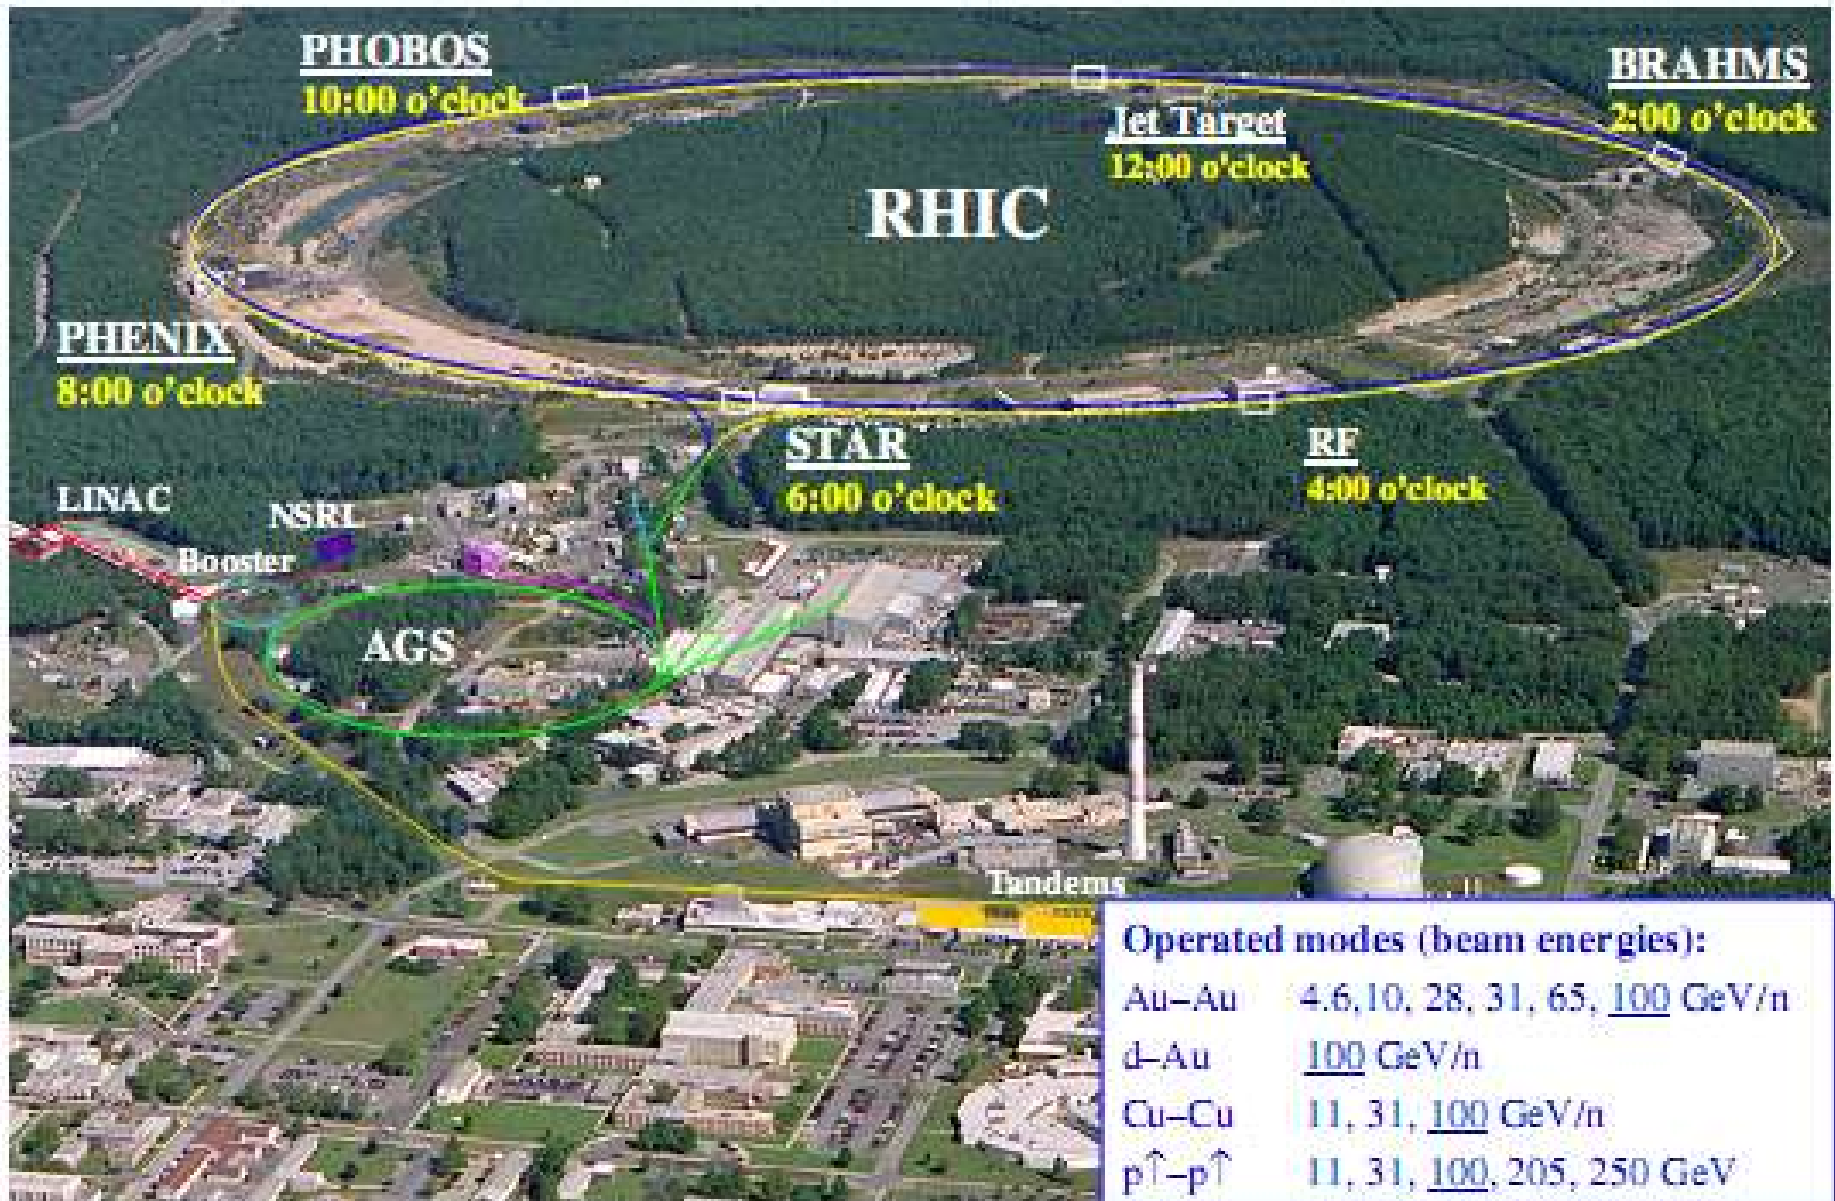 PHOBOS
10:00 o'clock
BRAHMS
2:00 o'clock
Jet Target
12:00 o'clock
RHIC
PHENIX
8:00 o'clock
STAR
6:00 o'clock
RF
4:00 o'clock
LINAC
NSRL
Booster
AGS
Tandems
Operated modes (beam energies):
Au–Au 4.6,10, 28, 31, 65, 100 GeV/n
d–Au 100 GeV/n
Cu–Cu 11, 31, 100 GeV/n
p↑–p↑ 11, 31, 100, 205, 250 GeV